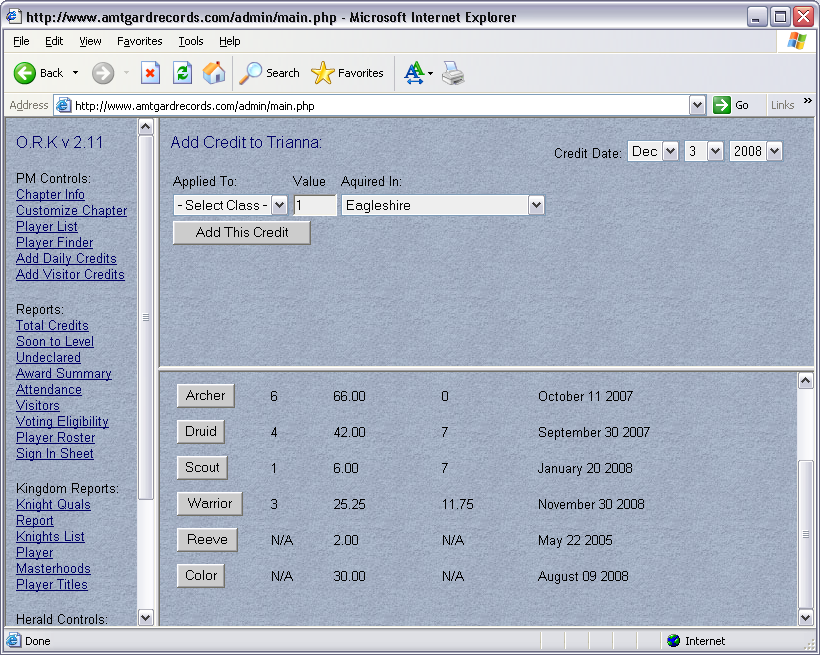 http://www.amtgardrecords.com/admin/main.php - Microsoft Internet Explorer
File Edit View Favorites Tools Help
Back Search Favorites
Address http://www.amtgardrecords.com/admin/main.php Go Links »
O.R.K v 2.11
PM Controls:
Chapter Info
Customize Chapter
Player List
Player Finder
Add Daily Credits
Add Visitor Credits
Reports:
Total Credits
Soon to Level
Undeclared
Award Summary
Attendance
Visitors
Voting Eligibility
Player Roster
Sign In Sheet
Kingdom Reports:
Knight Quals
Report
Knights List
Player
Masterhoods
Player Titles
Herald Controls:
Add Credit to Trianna:
Credit Date: Dec 3 2008
Applied To: Value Aquired In:
- Select Class - 1 Eagleshire
Add This Credit
Archer 6 66.00 0 October 11 2007
Druid 4 42.00 7 September 30 2007
Scout 1 6.00 7 January 20 2008
Warrior 3 25.25 11.75 November 30 2008
Reeve N/A 2.00 N/A May 22 2005
Color N/A 30.00 N/A August 09 2008
Done Internet